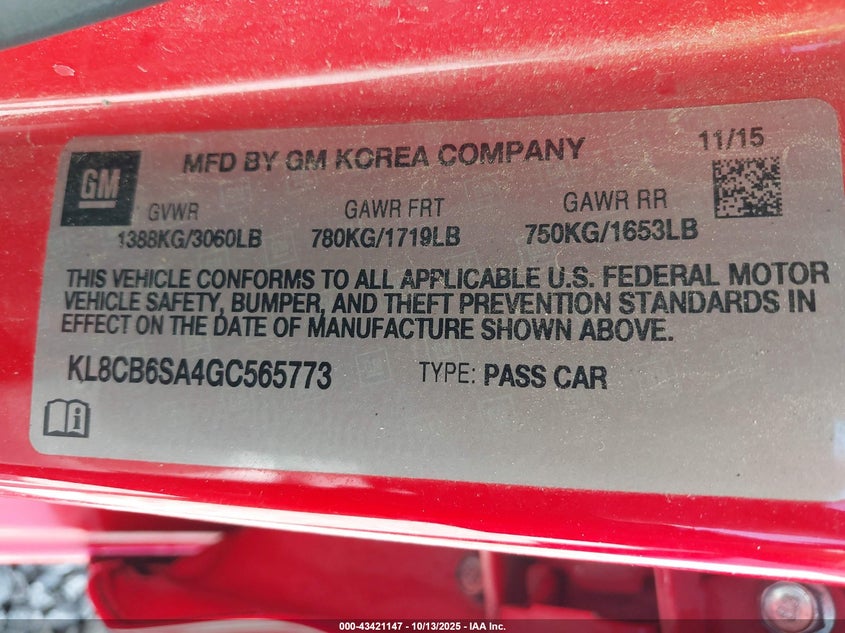 GM
MFD BY GM KOREA COMPANY
11/15
GVWR
GAWR FRT
GAWR RR
1388KG/3060LB
780KG/1719LB
750KG/1653LB
THIS VEHICLE CONFORMS TO ALL APPLICABLE U.S. FEDERAL MOTOR
VEHICLE SAFETY, BUMPER, AND THEFT PREVENTION STANDARDS IN
EFFECT ON THE DATE OF MANUFACTURE SHOWN ABOVE.
KL8CB6SA4GC565773
TYPE: PASS CAR
000-43421147 - 10/13/2025 - IAA Inc.